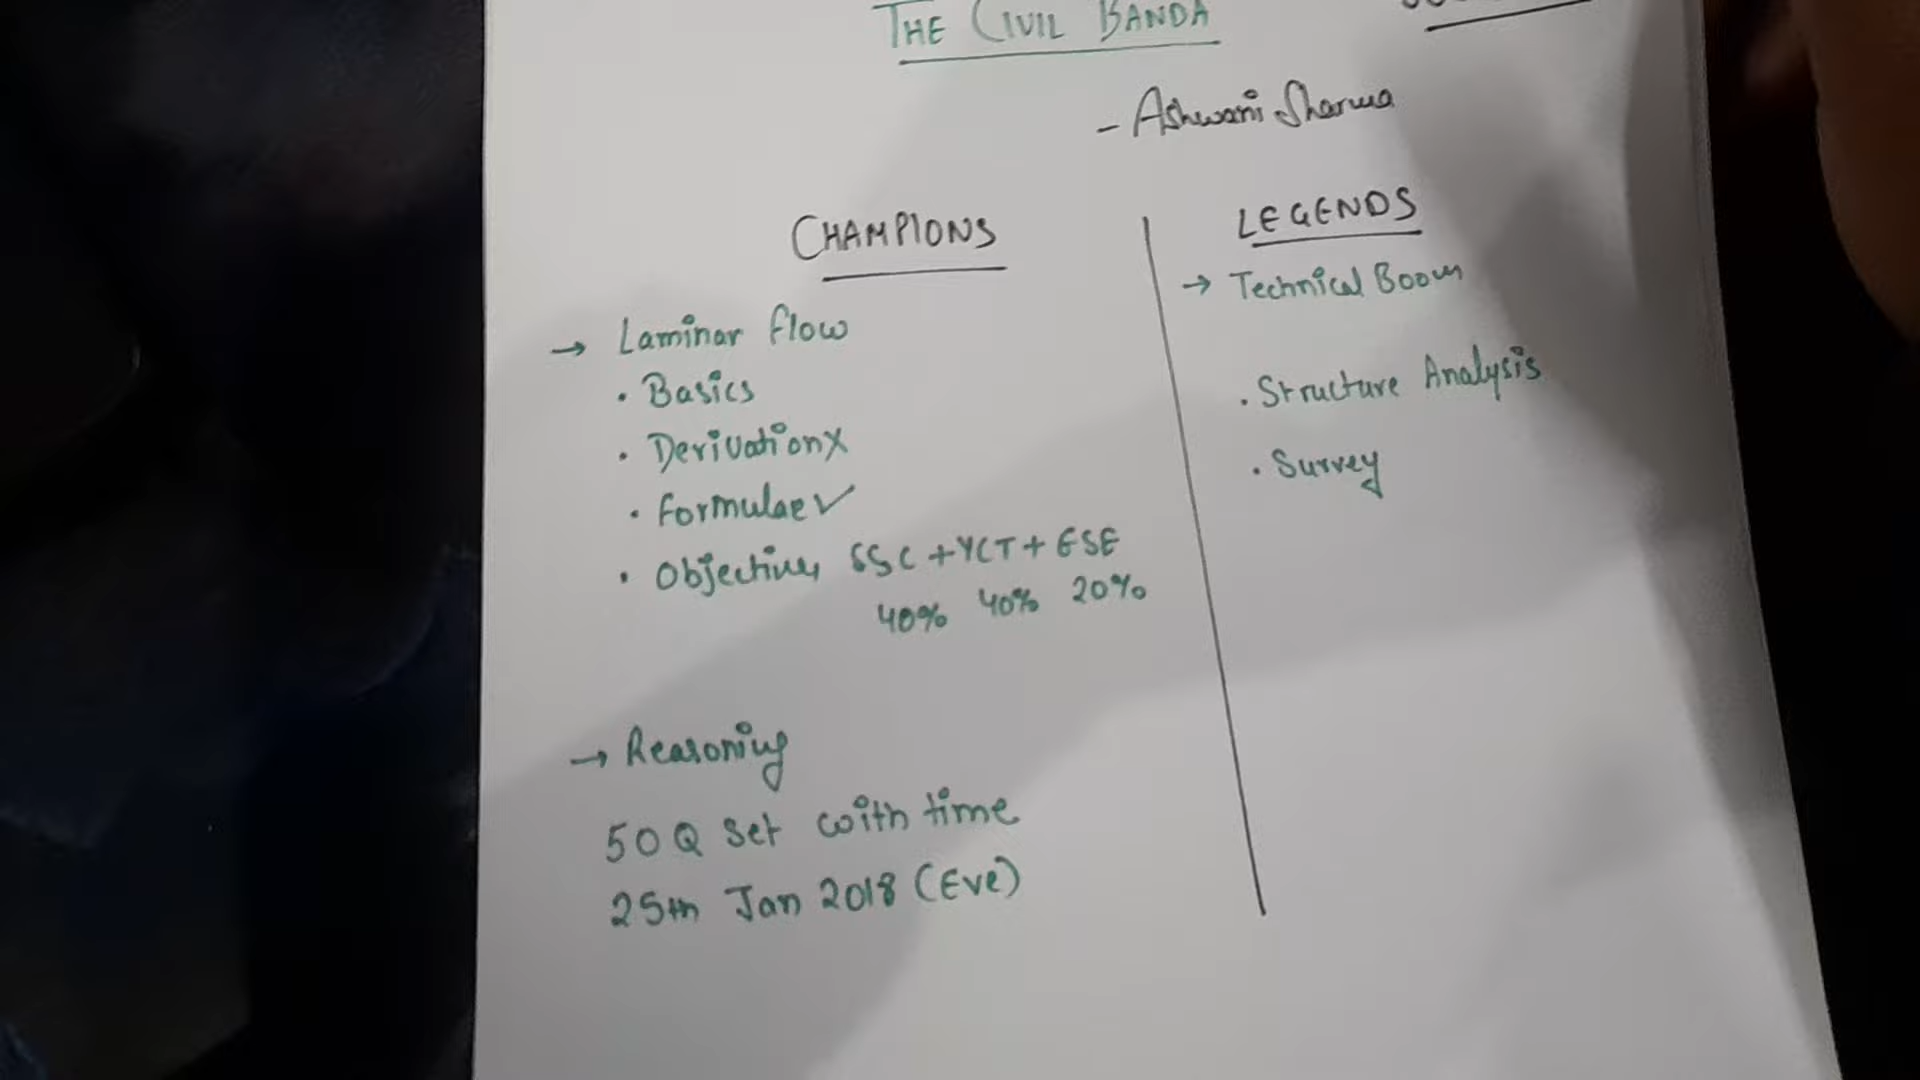 THE CIVIL BANDA
- Ashwani Sharma
CHAMPIONS
→ Laminar flow
. Basics
. Derivation X
. Formulae ✓
. Objectives SSC + YCT + ESE
40% 40% 20%
→ Reasoning
50 Q Set with time
25th Jan 2018 (Eve)
LEGENDS
→ Technical Boom
. Structure Analysis
. Survey